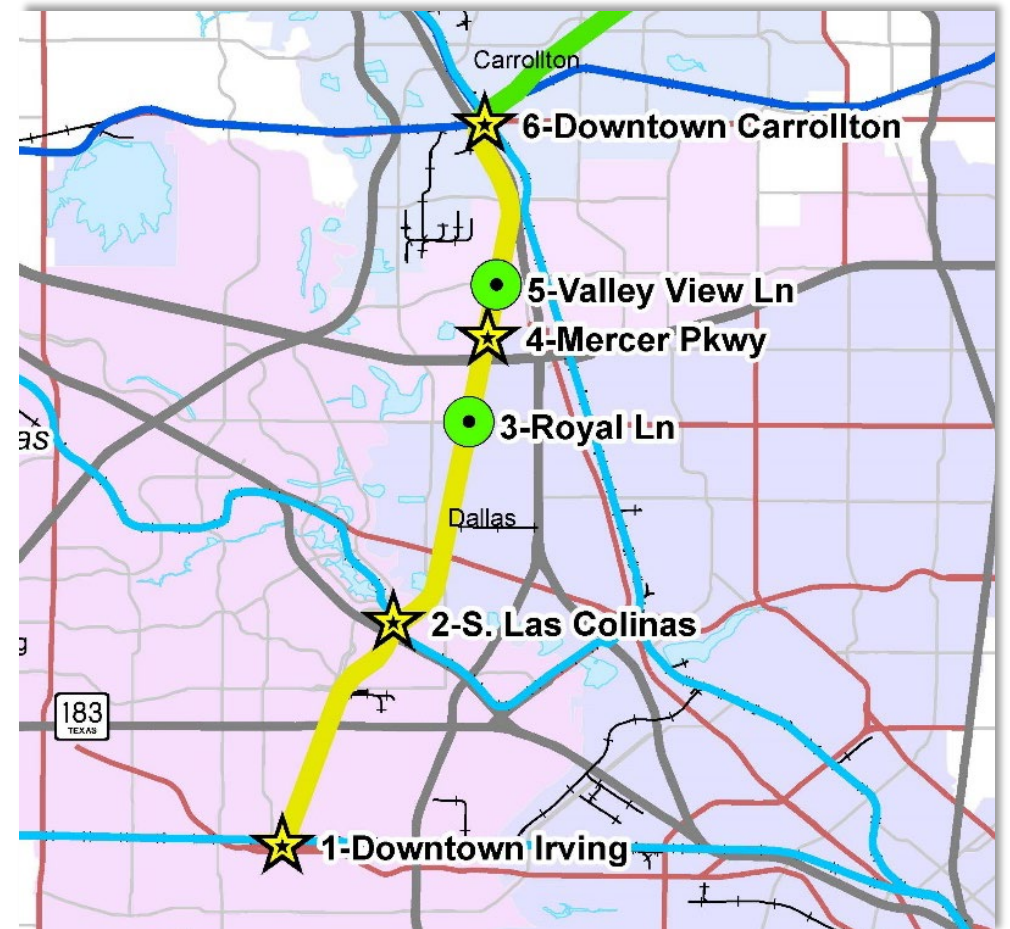 Carrollton
6-Downtown Carrollton
5-Valley View Ln
4-Mercer Pkwy
as
3-Royal Ln
Dallas
2-S. Las Colinas
g
183
TEXAS
1-Downtown Irving